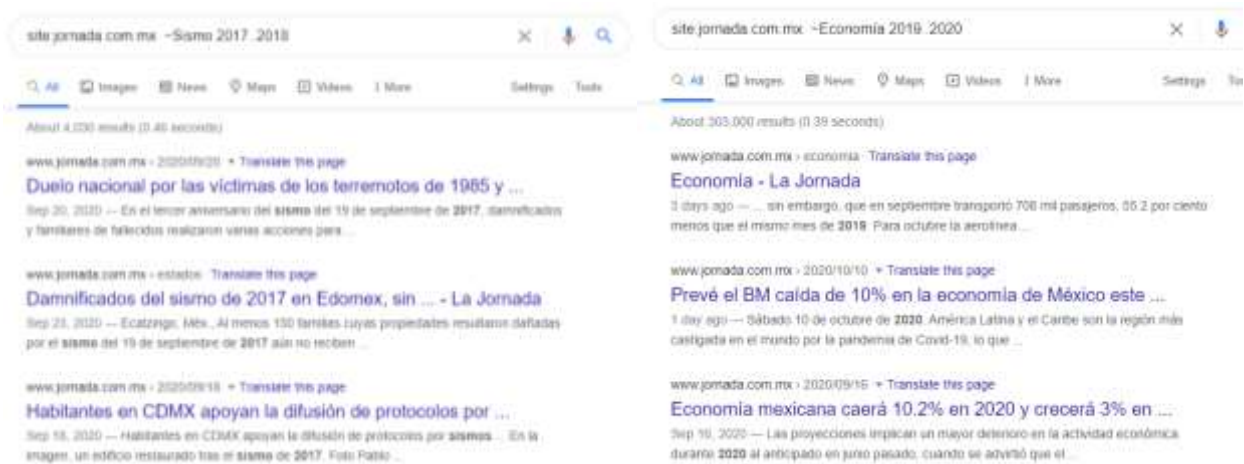 site:jornada.com.mx ~Sismo 2017..2018
All Images News Maps Videos More Settings Tools
About 4,030 results (0.46 seconds)
www.jornada.com.mx › 2020/09/20 Translate this page
Duelo nacional por las víctimas de los terremotos de 1985 y ...
Sep 20, 2020 — En el tercer aniversario del sismo del 19 de septiembre de 2017, damnificados
y familiares de fallecidos realizaron varias acciones para ...
www.jornada.com.mx › estados Translate this page
Damnificados del sismo de 2017 en Edomex, sin ... - La Jornada
Sep 23, 2020 — Ecatzingo, Méx., Al menos 150 familias cuyas propiedades resultaron dañadas
por el sismo del 19 de septiembre de 2017 aún no reciben ...
www.jornada.com.mx › 2020/09/18 Translate this page
Habitantes en CDMX apoyan la difusión de protocolos por ...
Sep 18, 2020 — Habitantes en CDMX apoyan la difusión de protocolos por sismos ... En la
imagen, un edificio restaurado tras el sismo de 2017. Foto Pablo ...
site:jornada.com.mx ~Economía 2019..2020
All Images News Maps Videos More Settings
About 303,000 results (0.39 seconds)
www.jornada.com.mx › economia Translate this page
Economía - La Jornada
3 days ago — ... sin embargo, que en septiembre transportó 708 mil pasajeros, 55.2 por ciento
menos que el mismo mes de 2019. Para octubre la aerolínea ...
www.jornada.com.mx › 2020/10/10 Translate this page
Prevé el BM caída de 10% en la economía de México este ...
1 day ago — Sábado 10 de octubre de 2020. América Latina y el Caribe son la región más
castigada en el mundo por la pandemia de Covid-19, lo que ...
www.jornada.com.mx › 2020/09/16 Translate this page
Economía mexicana caerá 10.2% en 2020 y crecerá 3% en ...
Sep 16, 2020 — Las proyecciones implican un mayor deterioro en la actividad económica
durante 2020 al anticipado en junio pasado, cuando se advirtió que el ...